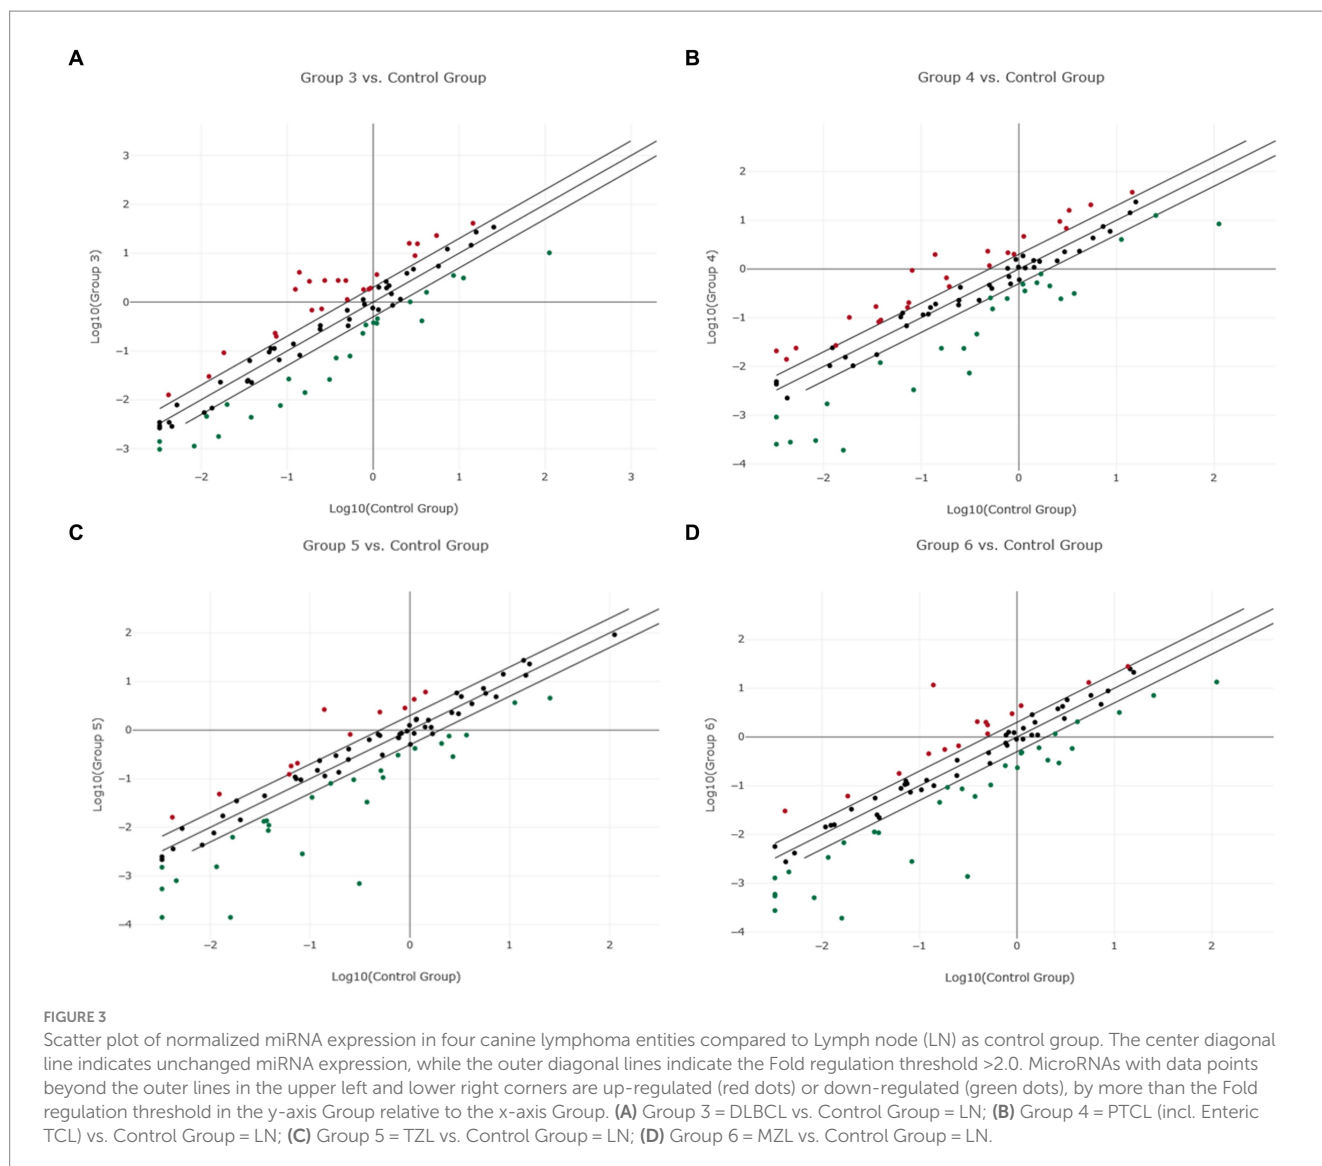 A
Group 3 vs. Control Group
Log10(Group 3)
3
2
1
0
−1
−2
−3
−2
−1
0
1
2
3
Log10(Control Group)
B
Group 4 vs. Control Group
Log10(Group 4)
2
1
0
−1
−2
−3
−4
−2
−1
0
1
2
Log10(Control Group)
C
Group 5 vs. Control Group
Log10(Group 5)
2
1
0
−1
−2
−3
−4
−2
−1
0
1
2
Log10(Control Group)
D
Group 6 vs. Control Group
Log10(Group 6)
2
1
0
−1
−2
−3
−4
−2
−1
0
1
2
Log10(Control Group)
FIGURE 3
Scatter plot of normalized miRNA expression in four canine lymphoma entities compared to Lymph node (LN) as control group. The center diagonal
line indicates unchanged miRNA expression, while the outer diagonal lines indicate the Fold regulation threshold >2.0. MicroRNAs with data points
beyond the outer lines in the upper left and lower right corners are up-regulated (red dots) or down-regulated (green dots), by more than the Fold
regulation threshold in the y-axis Group relative to the x-axis Group. (A) Group 3 = DLBCL vs. Control Group = LN; (B) Group 4 = PTCL (incl. Enteric
TCL) vs. Control Group = LN; (C) Group 5 = TZL vs. Control Group = LN; (D) Group 6 = MZL vs. Control Group = LN.